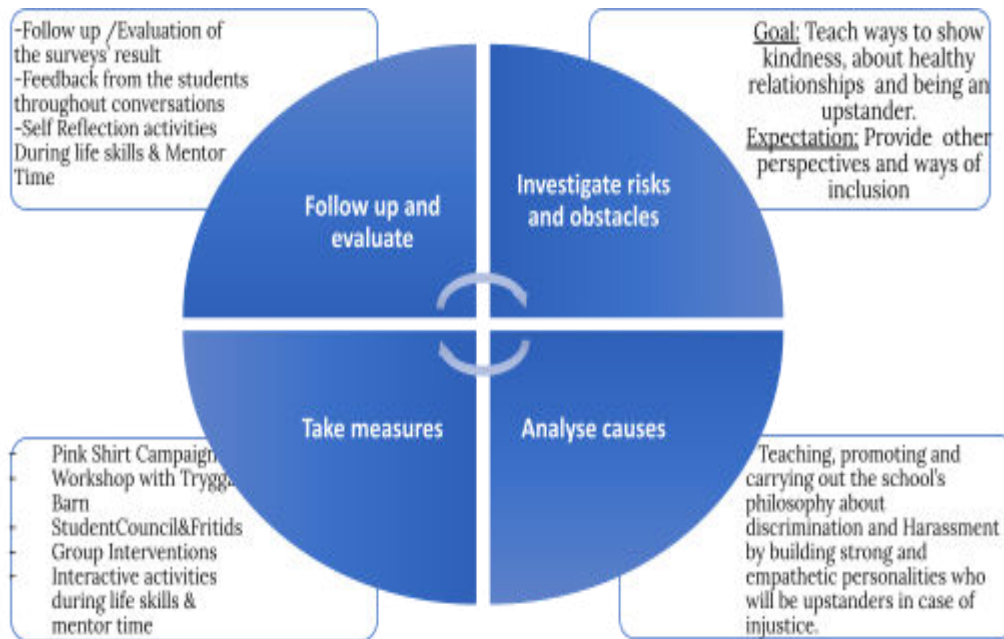 -Follow up /Evaluation of
the surveys' result
-Feedback from the students
throughout conversations
-Self Reflection activities
During life skills & Mentor
Time
Goal: Teach ways to show
kindness, about healthy
relationships and being an
upstander.
Expectation: Provide other
perspectives and ways of
inclusion
Follow up and
evaluate
Investigate risks
and obstacles
Take measures
Analyse causes
- Pink Shirt Campaign
- Workshop with Trygga
Barn
- StudentCouncil&Fritids
- Group Interventions
- Interactive activities
during life skills &
mentor time
Teaching, promoting and
carrying out the school's
philosophy about
discrimination and Harassment
by building strong and
empathetic personalities who
will be upstanders in case of
injustice.